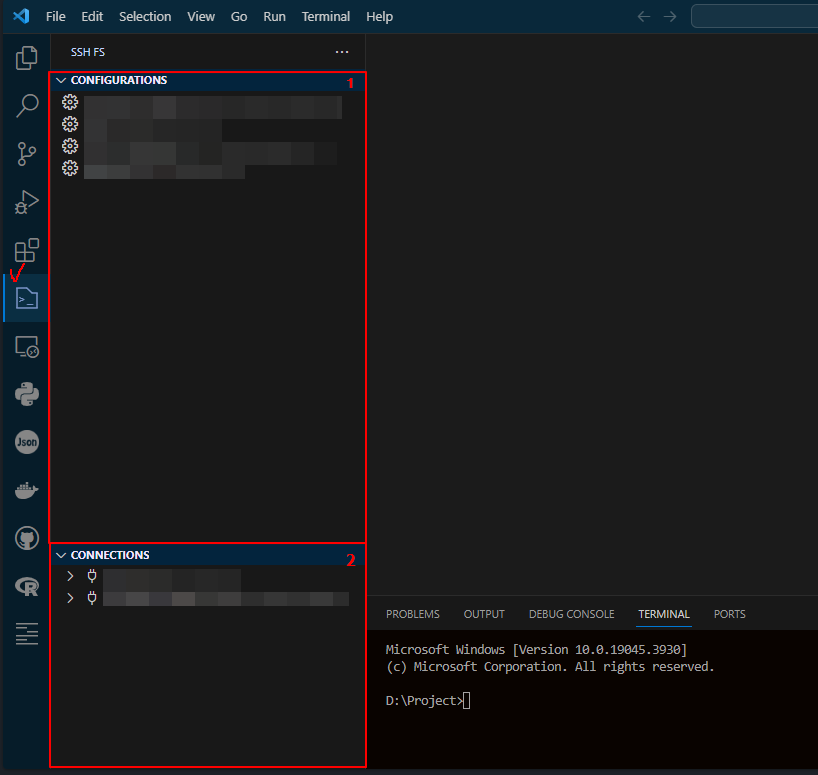 File Edit Selection View Go Run Terminal Help
SSH FS
CONFIGURATIONS 1
>_
Json
R
CONNECTIONS 2
PROBLEMS OUTPUT DEBUG CONSOLE TERMINAL PORTS
Microsoft Windows [Version 10.0.19045.3930]
(c) Microsoft Corporation. All rights reserved.
D:\Project>